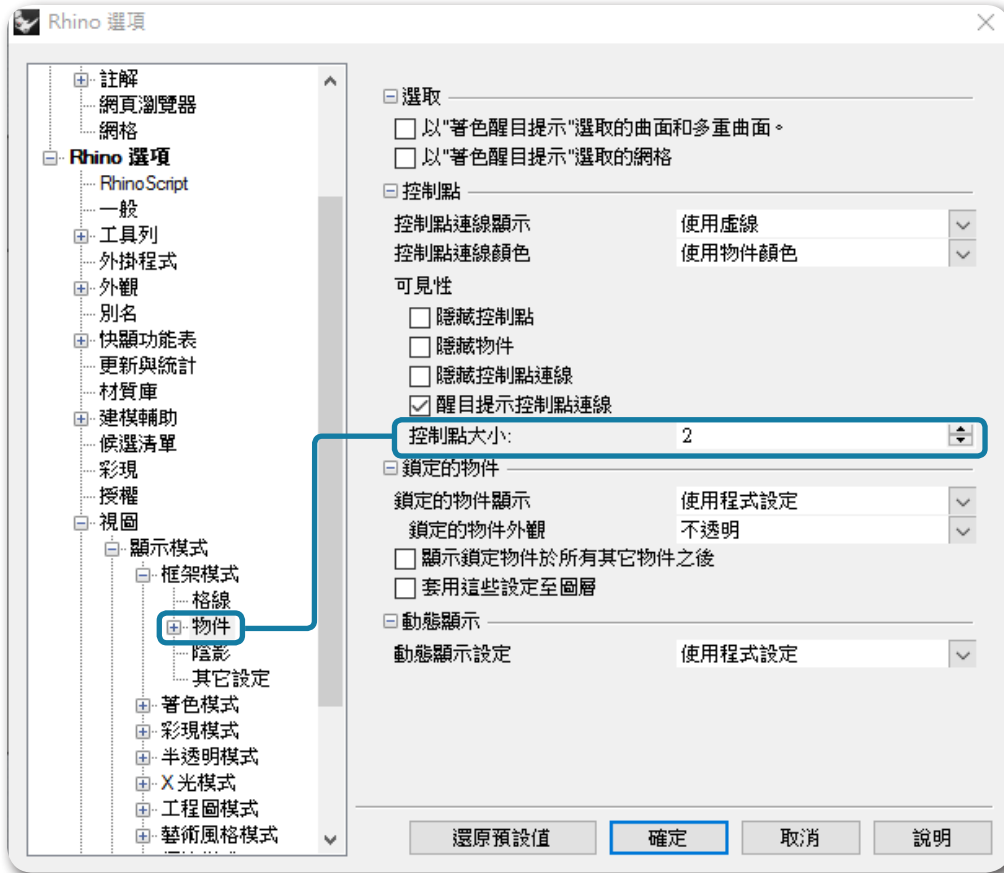 Rhino 選項
註解
網頁瀏覽器
網格
Rhino 選項
RhinoScript
一般
工具列
外掛程式
外觀
別名
快顯功能表
更新與統計
材質庫
建模輔助
候選清單
彩現
授權
視圖
顯示模式
框架模式
格線
物件
陰影
其它設定
著色模式
彩現模式
半透明模式
X 光模式
工程圖模式
藝術風格模式
選取
以"著色醒目提示"選取的曲面和多重曲面。
以"著色醒目提示"選取的網格
控制點
控制點連線顯示 使用虛線
控制點連線顏色 使用物件顏色
可見性
隱藏控制點
隱藏物件
隱藏控制點連線
醒目提示控制點連線
控制點大小: 2
鎖定的物件
鎖定的物件顯示 使用程式設定
鎖定的物件外觀 不透明
顯示鎖定物件於所有其它物件之後
套用這些設定至圖層
動態顯示
動態顯示設定 使用程式設定
還原預設值 確定 取消 說明